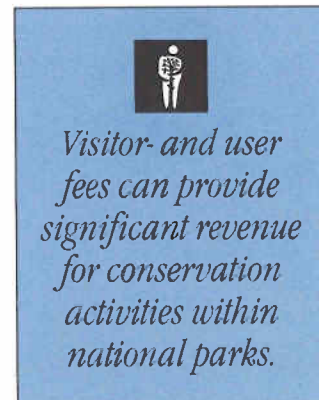 Visitor- and user
fees can provide
significant revenue
for conservation
activities within
national parks.